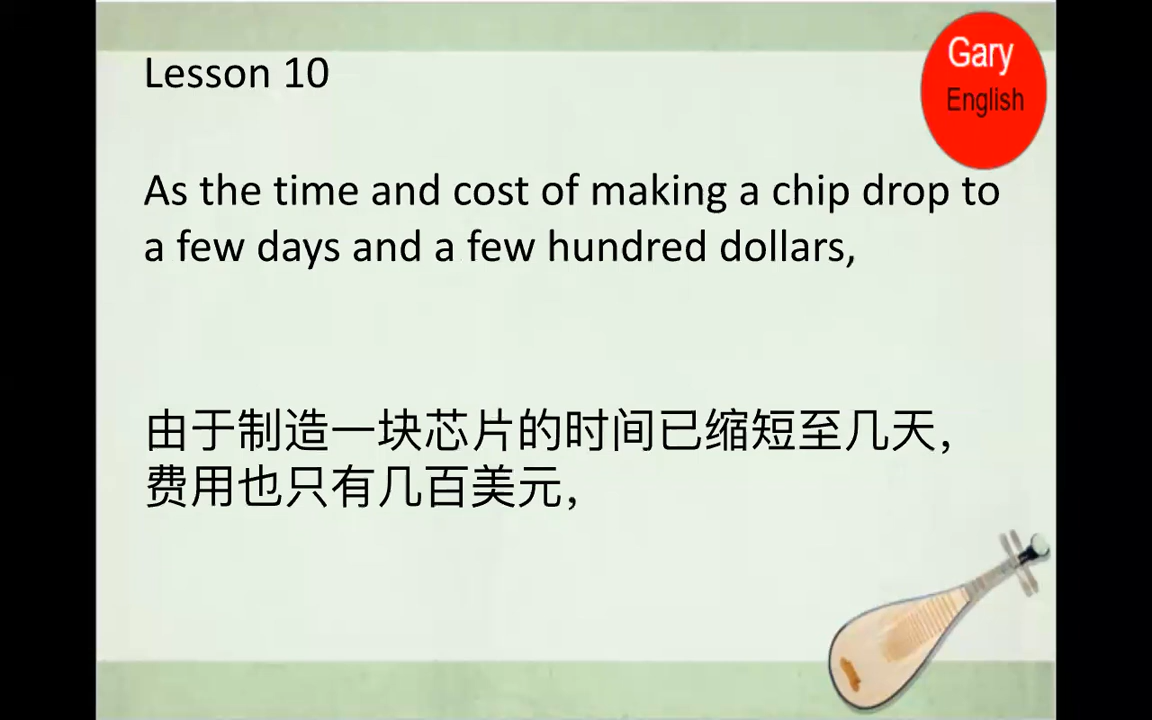 Lesson 10
Gary
English
As the time and cost of making a chip drop to
a few days and a few hundred dollars,
由于制造一块芯片的时间已缩短至几天，
费用也只有几百美元，